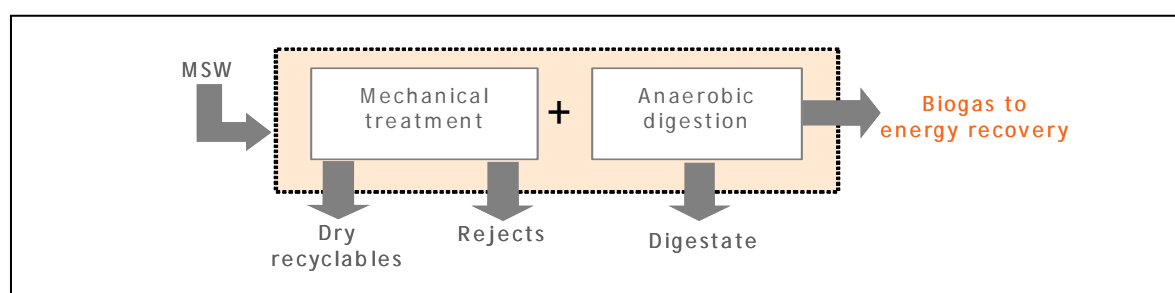 MSW
Mechanical
treatment
+
Anaerobic
digestion
Biogas to
energy recovery
Dry
recyclables
Rejects
Digestate